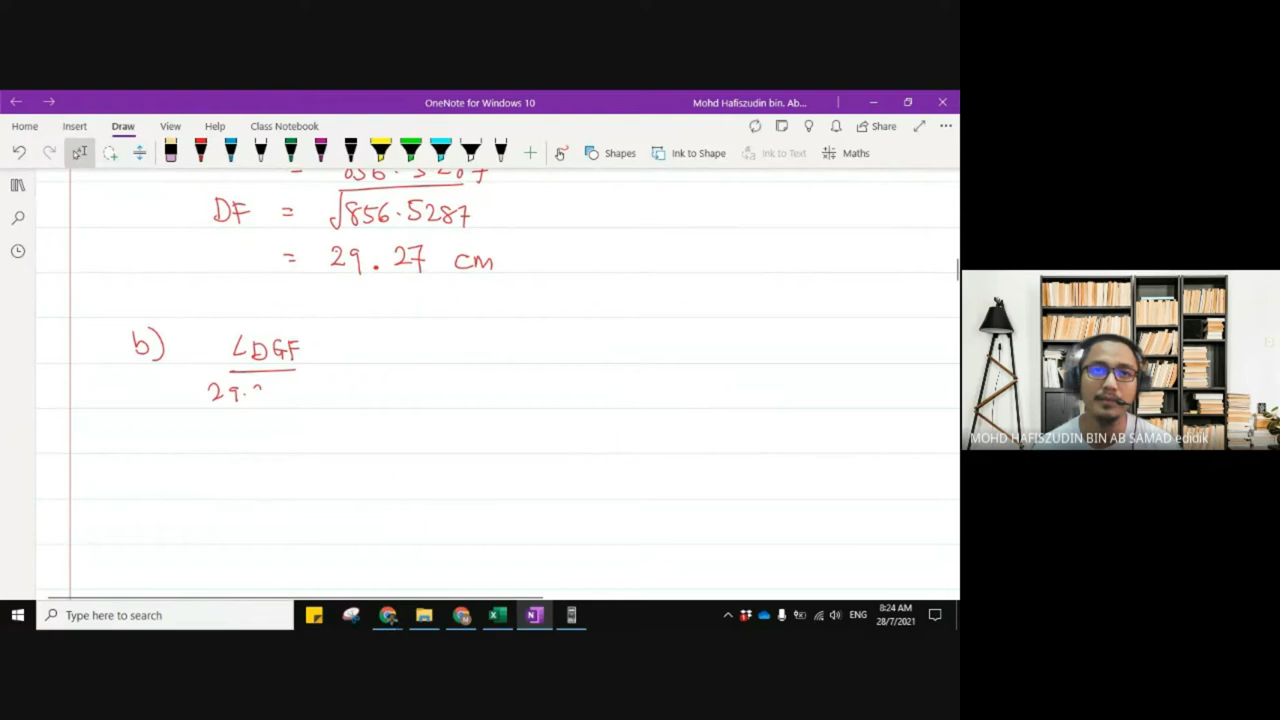 OneNote for Windows 10
Mohd Hafiszudin bin. Ab...
Home Insert Draw View Help Class Notebook
Share
Shapes Ink to Shape Ink to Text Maths
DF = √856.5287
= 29.27 cm
b) ∠DGF
29.
MOHD HAFISZUDIN BIN AB SAMAD edidik
Type here to search
ENG
8:24 AM
28/7/2021